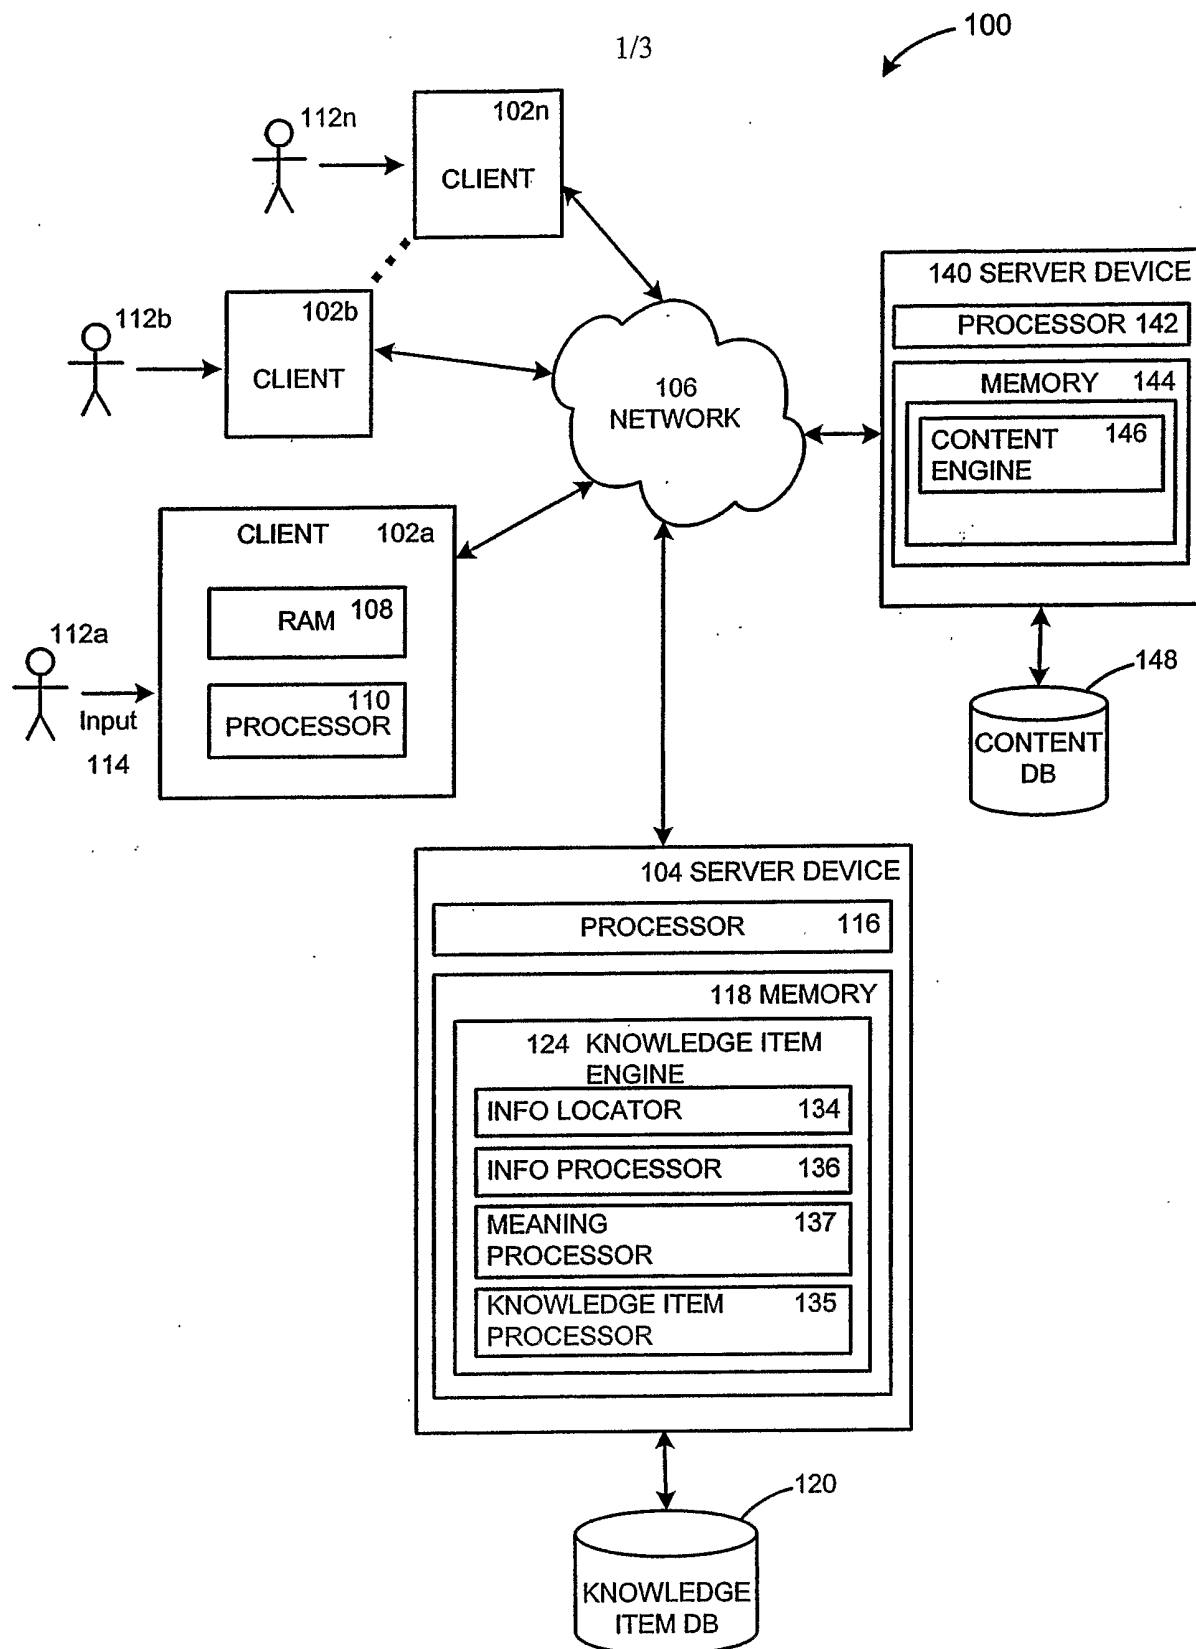 1/3
100
112n
102n
CLIENT
112b
102b
CLIENT
106
NETWORK
140 SERVER DEVICE
PROCESSOR 142
MEMORY 144
CONTENT 146
ENGINE
148
CONTENT
DB
CLIENT 102a
RAM 108
110
PROCESSOR
112a
Input
114
104 SERVER DEVICE
PROCESSOR 116
118 MEMORY
124 KNOWLEDGE ITEM
ENGINE
INFO LOCATOR 134
INFO PROCESSOR 136
MEANING 137
PROCESSOR
KNOWLEDGE ITEM 135
PROCESSOR
120
KNOWLEDGE
ITEM DB